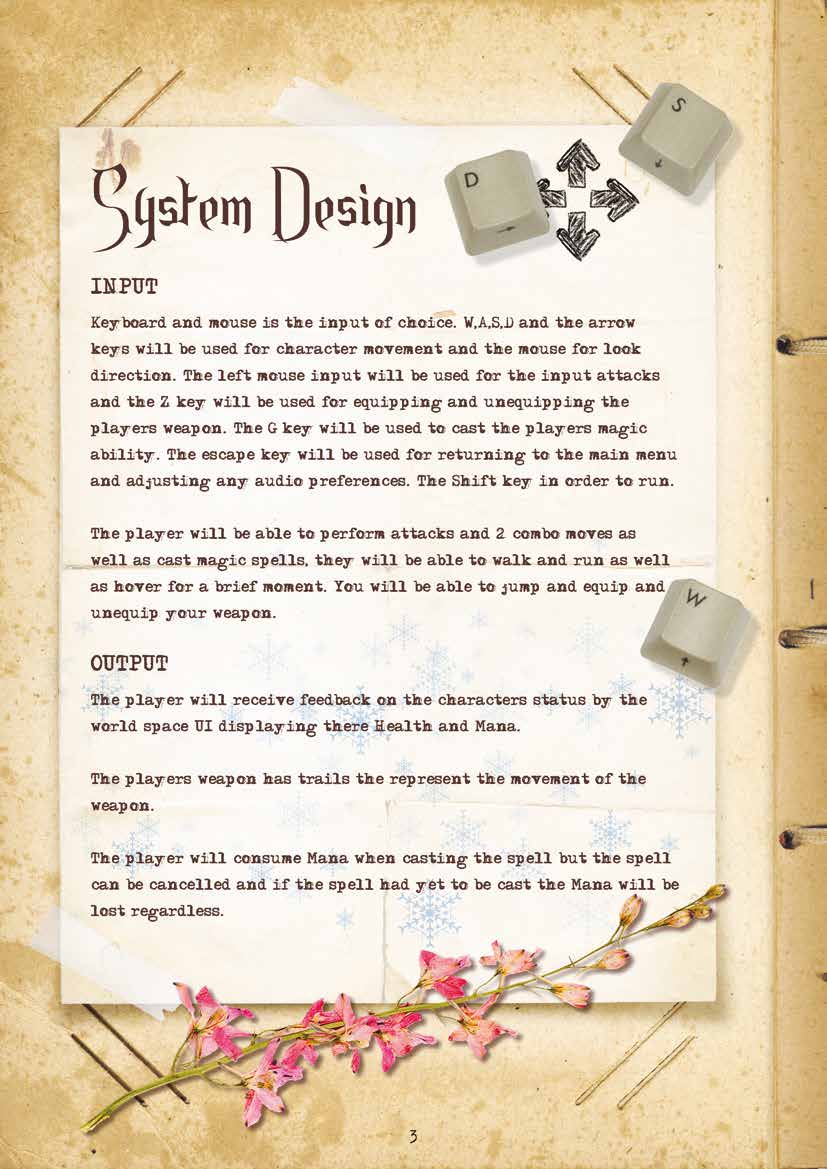 System Design
D
S
INPUT
Keyboard and mouse is the input of choice. W,A,S,D and the arrow
keys will be used for character movement and the mouse for look
direction. The left mouse input will be used for the input attacks
and the Z key will be used for equipping and unequipping the
players weapon. The G key will be used to cast the players magic
ability. The escape key will be used for returning to the main menu
and adjusting any audio preferences. The Shift key in order to run.
The player will be able to perform attacks and 2 combo moves as
well as cast magic spells, they will be able to walk and run as well
as hover for a brief moment. You will be able to jump and equip and
unequip your weapon.
W
OUTPUT
The player will receive feedback on the characters status by the
world space UI displaying there Health and Mana.
The players weapon has trails the represent the movement of the
weapon.
The player will consume Mana when casting the spell but the spell
can be cancelled and if the spell had yet to be cast the Mana will be
lost regardless.
3